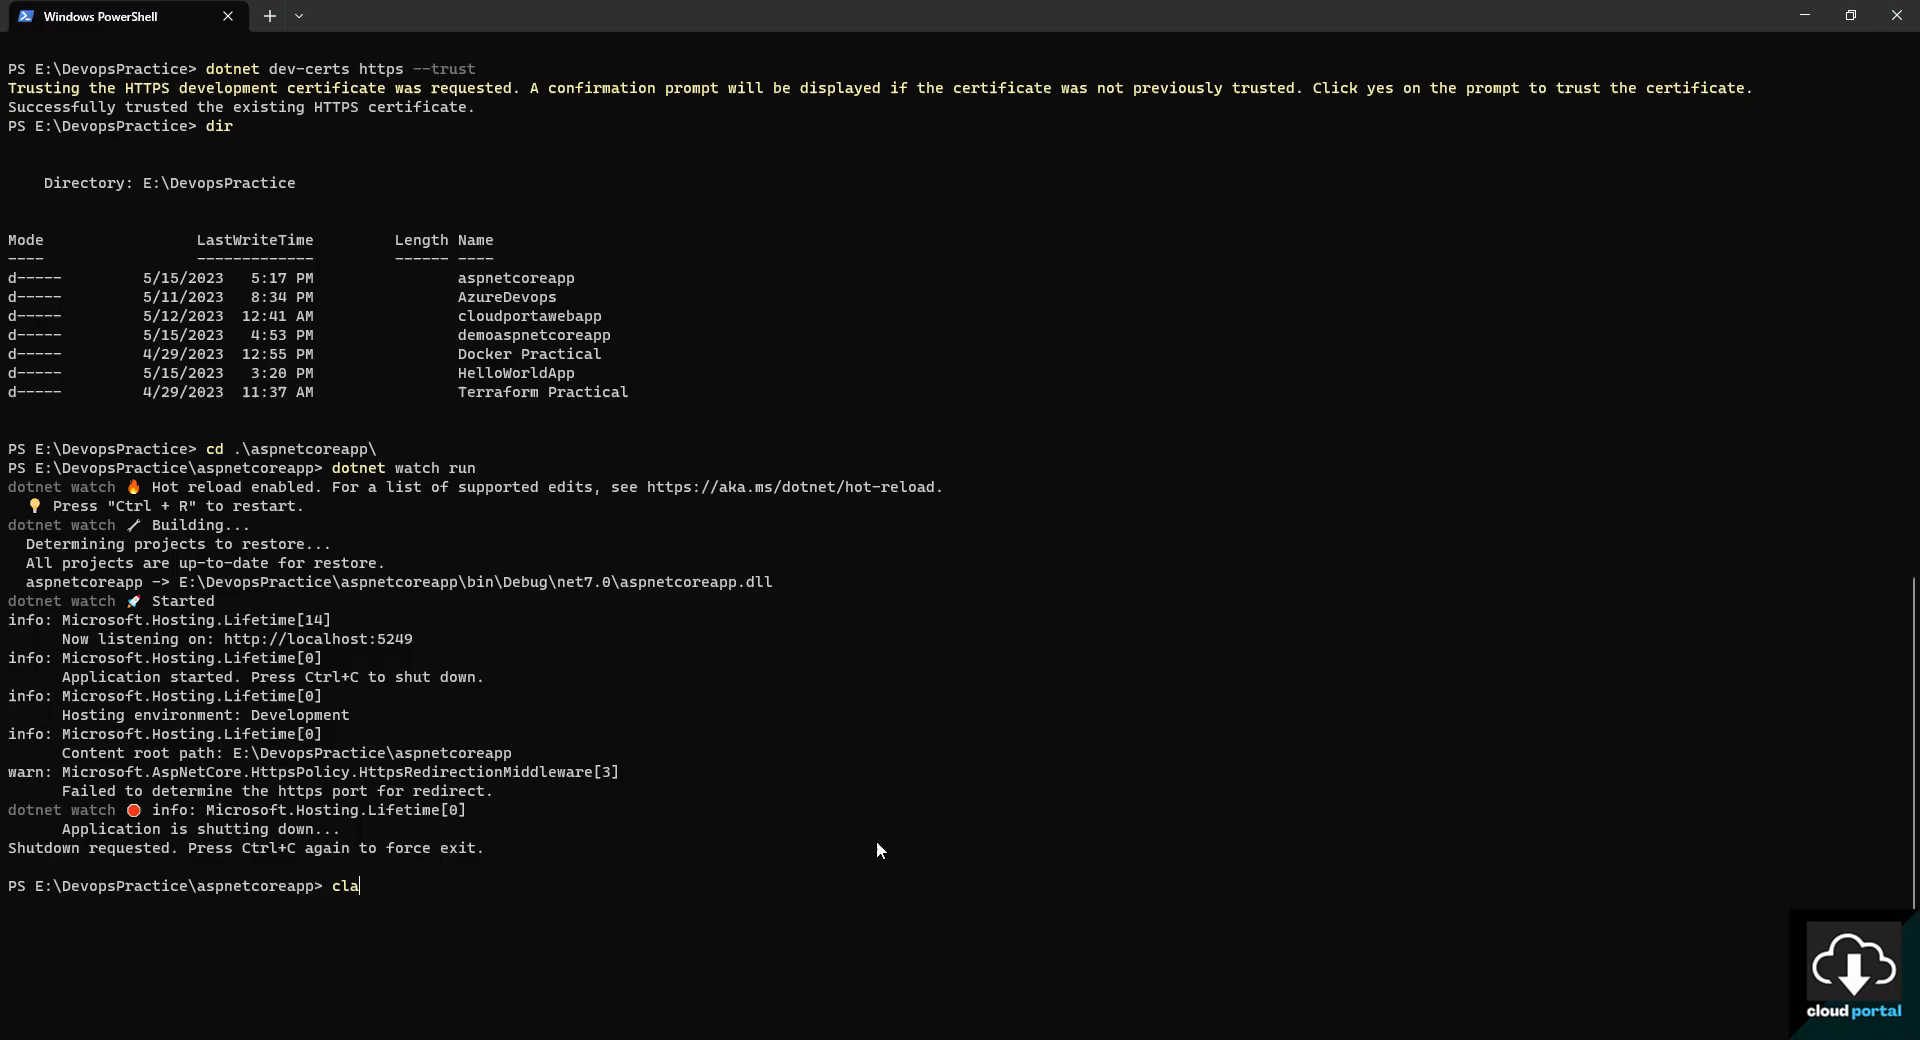 Windows PowerShell
PS E:\DevopsPractice> dotnet dev-certs https --trust
Trusting the HTTPS development certificate was requested. A confirmation prompt will be displayed if the certificate was not previously trusted. Click yes on the prompt to trust the certificate.
Successfully trusted the existing HTTPS certificate.
PS E:\DevopsPractice> dir
Directory: E:\DevopsPractice
Mode LastWriteTime Length Name
---- ------------- ------ ----
d----- 5/15/2023 5:17 PM aspnetcoreapp
d----- 5/11/2023 8:34 PM AzureDevops
d----- 5/12/2023 12:41 AM cloudportawebapp
d----- 5/15/2023 4:53 PM demoaspnetcoreapp
d----- 4/29/2023 12:55 PM Docker Practical
d----- 5/15/2023 3:20 PM HelloWorldApp
d----- 4/29/2023 11:37 AM Terraform Practical
PS E:\DevopsPractice> cd .\aspnetcoreapp\
PS E:\DevopsPractice\aspnetcoreapp> dotnet watch run
dotnet watch 🔥 Hot reload enabled. For a list of supported edits, see https://aka.ms/dotnet/hot-reload.
💡 Press "Ctrl + R" to restart.
dotnet watch 🔧 Building...
Determining projects to restore...
All projects are up-to-date for restore.
aspnetcoreapp -> E:\DevopsPractice\aspnetcoreapp\bin\Debug\net7.0\aspnetcoreapp.dll
dotnet watch 🚀 Started
info: Microsoft.Hosting.Lifetime[14]
Now listening on: http://localhost:5249
info: Microsoft.Hosting.Lifetime[0]
Application started. Press Ctrl+C to shut down.
info: Microsoft.Hosting.Lifetime[0]
Hosting environment: Development
info: Microsoft.Hosting.Lifetime[0]
Content root path: E:\DevopsPractice\aspnetcoreapp
warn: Microsoft.AspNetCore.HttpsPolicy.HttpsRedirectionMiddleware[3]
Failed to determine the https port for redirect.
dotnet watch 🛑 info: Microsoft.Hosting.Lifetime[0]
Application is shutting down...
Shutdown requested. Press Ctrl+C again to force exit.
PS E:\DevopsPractice\aspnetcoreapp> cla
cloud portal